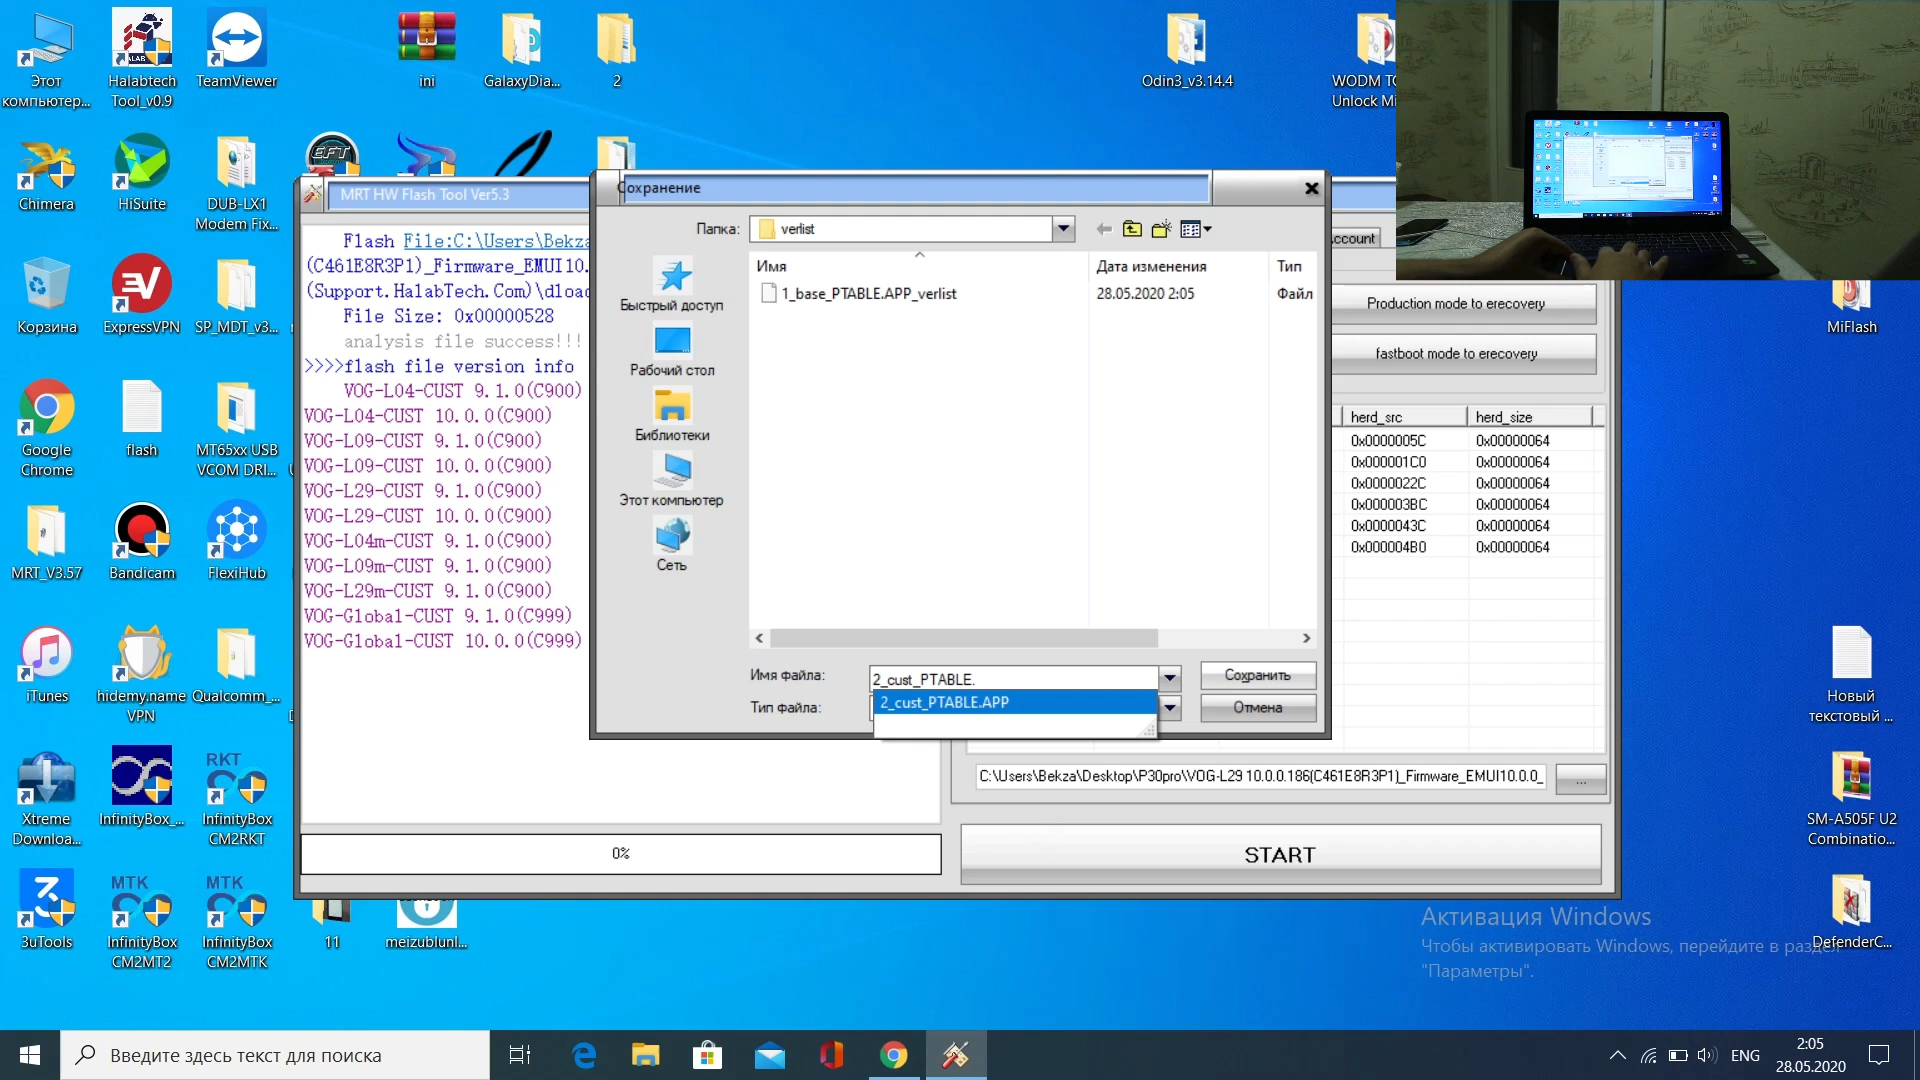 Этот
компьютер...
Halabtech
Tool_v0.9
TeamViewer
ini
GalaxyDia...
2
Odin3_v3.14.4
WODM TO
Unlock Mi
Chimera
HiSuite
DUB-LX1
Modem Fix...
EFT
Корзина
ExpressVPN
SP_MDT_v3...
Google
Chrome
flash
MT65xx USB
VCOM DRI...
MRT_V3.57
Bandicam
FlexiHub
iTunes
hidemy.name
VPN
Qualcomm_...
Xtreme
Downloa...
InfinityBox_...
RKT
InfinityBox
CM2RKT
3uTools
MTK
InfinityBox
CM2MT2
MTK
InfinityBox
CM2MTK
11
meizublunl...
MiFlash
Новый
текстовый ...
SM-A505F U2
Combinatio...
DefenderC...
MRT HW Flash Tool Ver5.3
Flash File:C:\Users\Bekza
(C461E8R3P1)_Firmware_EMUI10.
(Support.HalabTech.Com)\dload
File Size: 0x00000528
analysis file success!!!
>>>>flash file version info
VOG-L04-CUST 9.1.0(C900)
VOG-L04-CUST 10.0.0(C900)
VOG-L09-CUST 9.1.0(C900)
VOG-L09-CUST 10.0.0(C900)
VOG-L29-CUST 9.1.0(C900)
VOG-L29-CUST 10.0.0(C900)
VOG-L04m-CUST 9.1.0(C900)
VOG-L09m-CUST 9.1.0(C900)
VOG-L29m-CUST 9.1.0(C900)
VOG-Global-CUST 9.1.0(C999)
VOG-Global-CUST 10.0.0(C999)
0%
Сохранение
Папка:
verlist
Быстрый доступ
Рабочий стол
Библиотеки
Этот компьютер
Сеть
Имя
Дата изменения
Тип
1_base_PTABLE.APP_verlist
28.05.2020 2:05
Файл
Имя файла:
2_cust_PTABLE.
Сохранить
Тип файла:
2_cust_PTABLE.APP
Отмена
ccount
Production mode to erecovery
fastboot mode to erecovery
herd_src
herd_size
0x0000005C
0x00000064
0x000001C0
0x00000064
0x0000022C
0x00000064
0x000003BC
0x00000064
0x0000043C
0x00000064
0x000004B0
0x00000064
C:\Users\Bekza\Desktop\P30pro\VOG-L29 10.0.0.186(C461E8R3P1)_Firmware_EMUI10.0.0_
...
START
Активация Windows
Чтобы активировать Windows, перейдите в раздел
"Параметры".
Введите здесь текст для поиска
ENG
2:05
28.05.2020